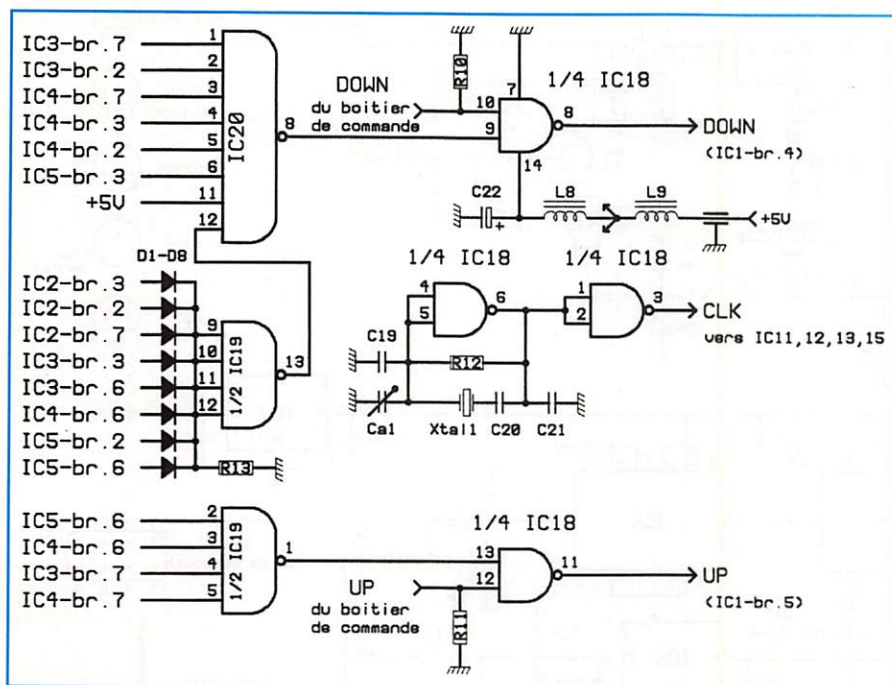 IC3-br.7
IC3-br.2
IC4-br.7
IC4-br.3
IC4-br.2
IC5-br.3
+5V
1
2
3
4
5
6
11
12
IC20
8
DOWN
du boitier
de commande
R10
7
10
9
14
1/4 IC18
8
DOWN
(IC1-br.4)
C22
+
L8
L9
+5V
D1-D8
IC2-br.3
IC2-br.2
IC2-br.7
IC3-br.3
IC3-br.6
IC4-br.6
IC5-br.2
IC5-br.6
9
10
11
12
1/2 IC19
13
R13
1/4 IC18
4
5
6
1/4 IC18
1
2
3
CLK
vers IC11,12,13,15
C19
R12
Ca1
Xtal1
C20
C21
IC5-br.6
IC4-br.6
IC3-br.7
IC4-br.7
2
3
4
5
1/2 IC19
1
UP
du boitier
de commande
1/4 IC18
13
12
11
R11
UP
(IC1-br.5)